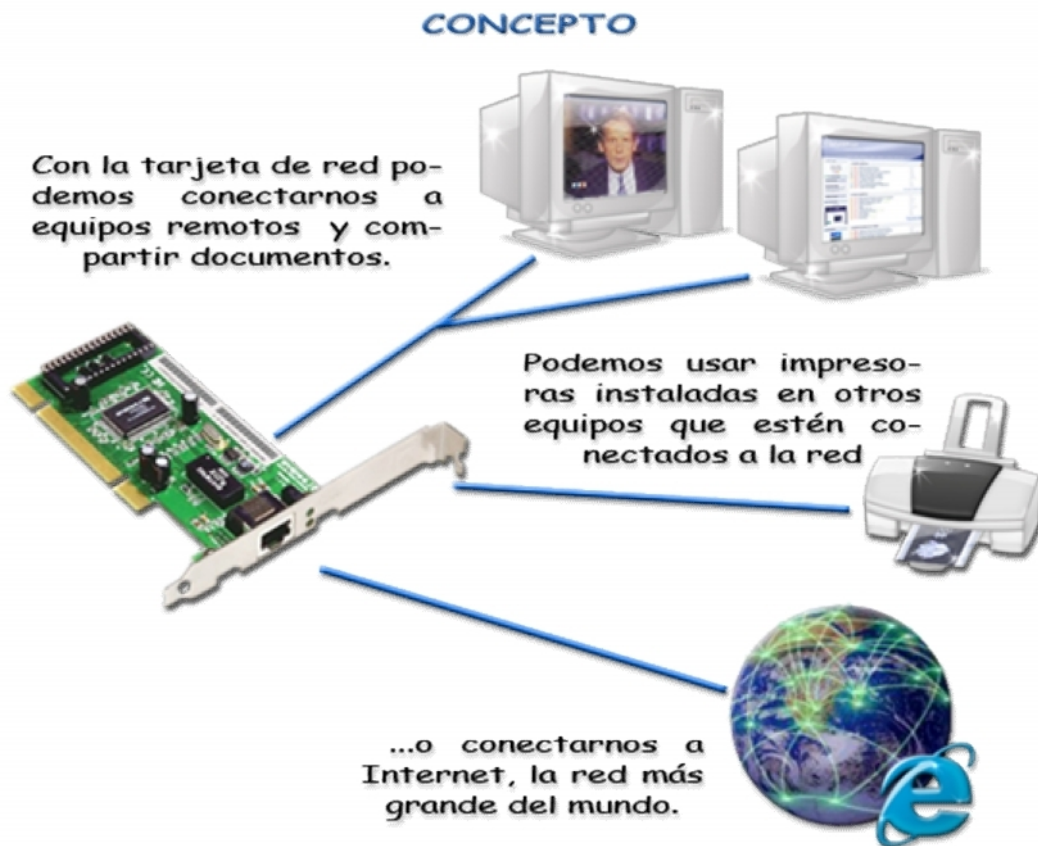 CONCEPTO
Con la tarjeta de red po-
demos conectarnos a
equipos remotos y com-
partir documentos.
Podemos usar impreso-
ras instaladas en otros
equipos que estén co-
nectados a la red
...o conectarnos a
Internet, la red más
grande del mundo.